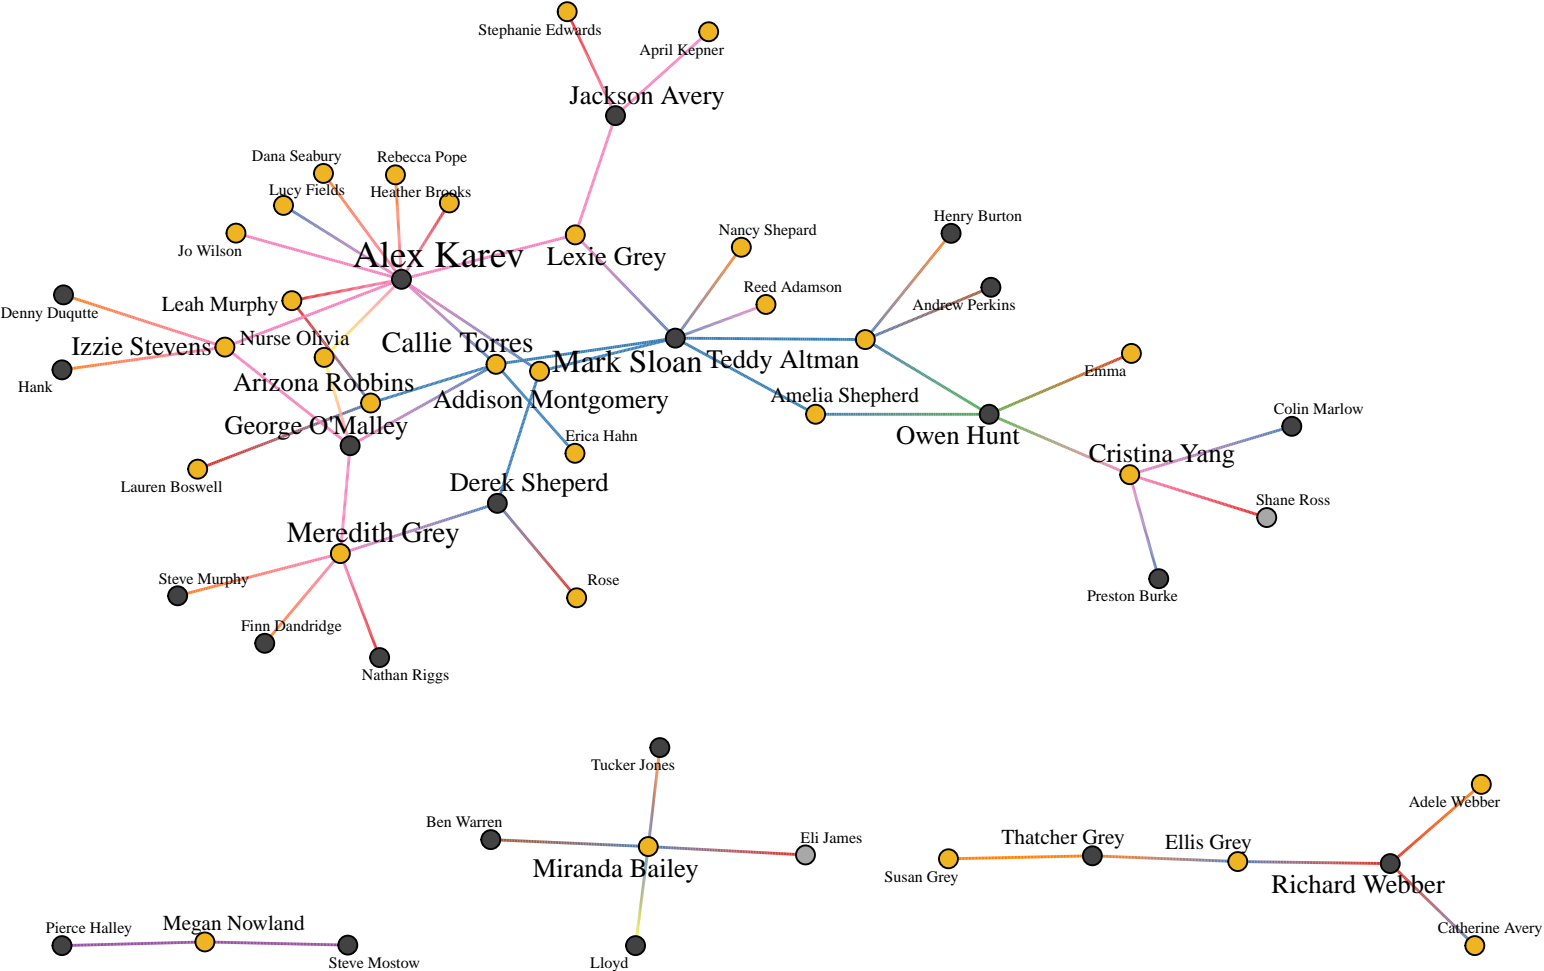 Stephanie Edwards
April Kepner
Jackson Avery
Dana Seabury
Rebecca Pope
Lucy Fields
Heather Brooks
Henry Burton
Nancy Shepard
Jo Wilson
Alex Karev
Lexie Grey
Reed Adamson
Leah Murphy
Andrew Perkins
Denny Duqutte
Nurse Olivia
Callie Torres
Izzie Stevens
Mark Sloan
Teddy Altman
Emma
Hank
Arizona Robbins
Addison Montgomery
Amelia Shepherd
Colin Marlow
George O'Malley
Erica Hahn
Owen Hunt
Cristina Yang
Lauren Boswell
Derek Sheperd
Shane Ross
Meredith Grey
Steve Murphy
Rose
Preston Burke
Finn Dandridge
Nathan Riggs
Tucker Jones
Adele Webber
Ben Warren
Eli James
Thatcher Grey
Ellis Grey
Miranda Bailey
Susan Grey
Richard Webber
Pierce Halley
Megan Nowland
Catherine Avery
Steve Mostow
Lloyd